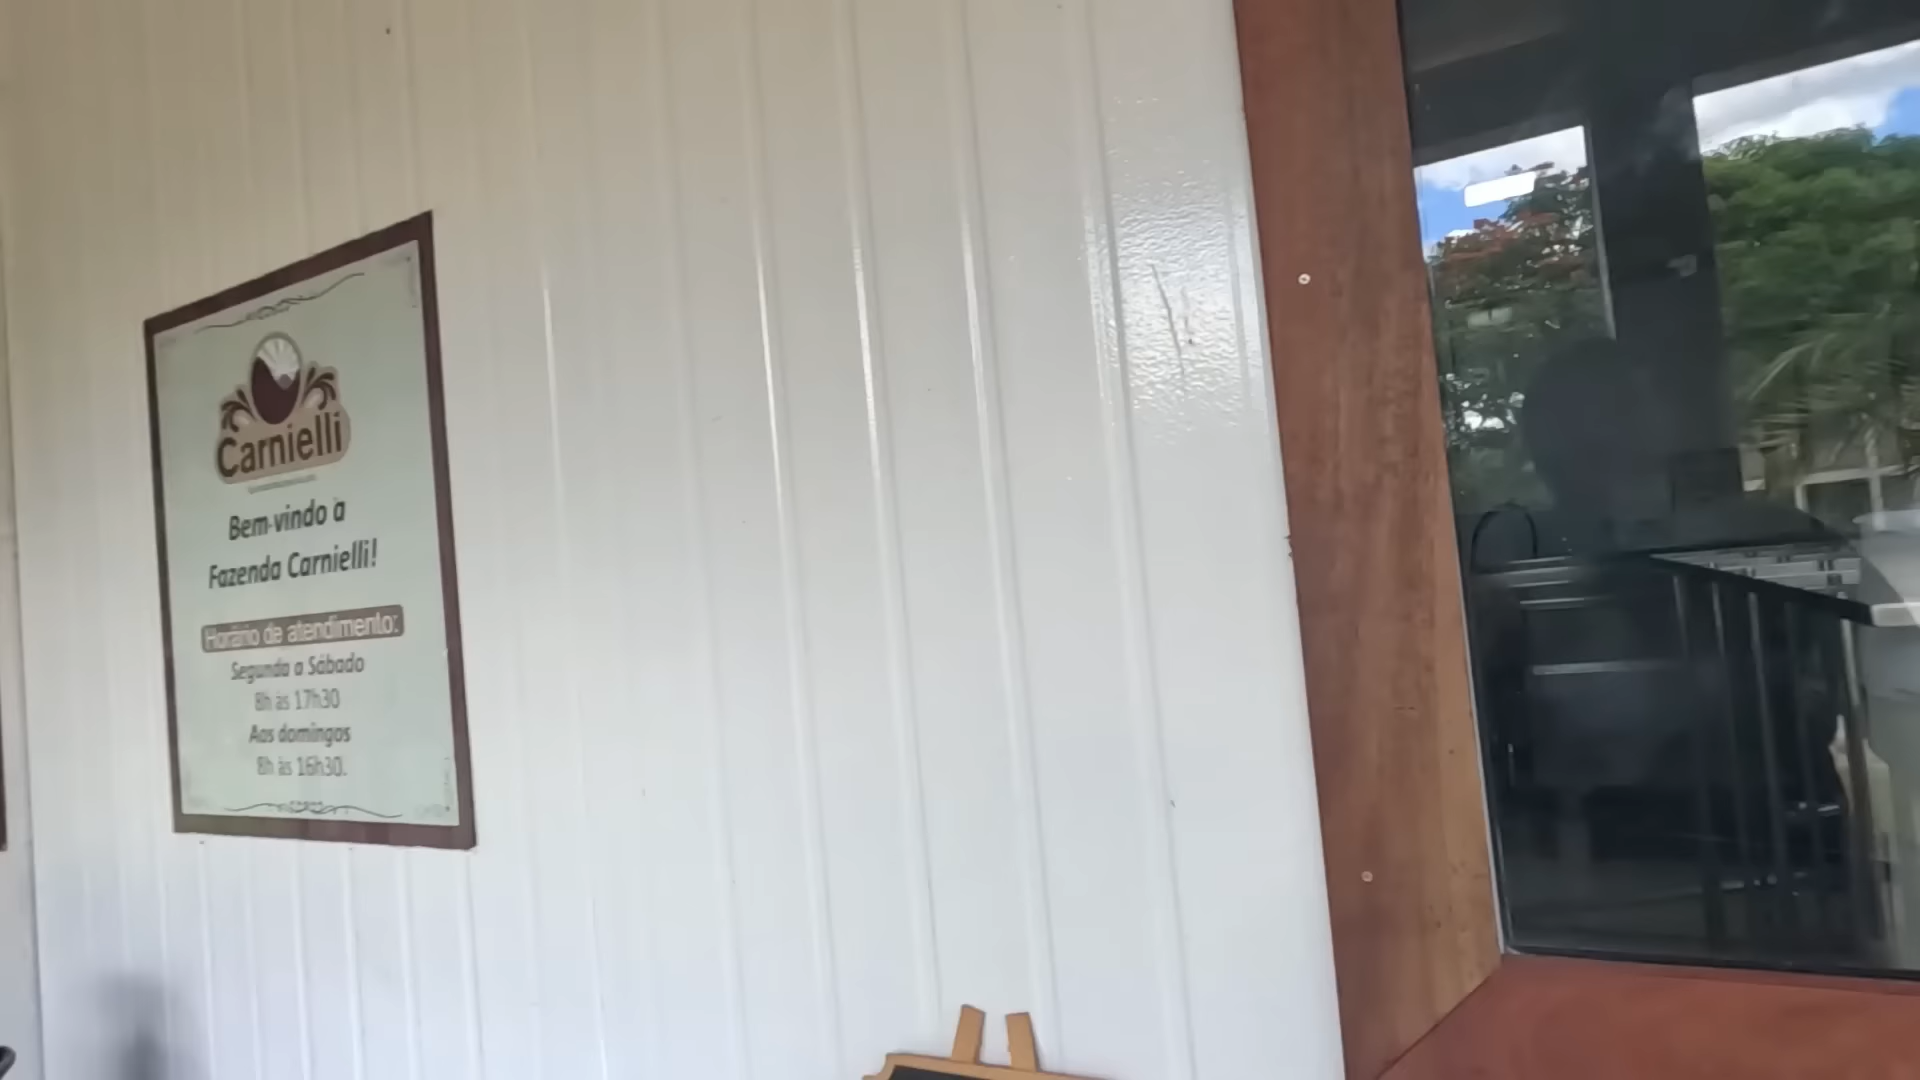 Carnielli
Bem-vindo à
Fazenda Carnielli!
Horário de atendimento:
Segunda a Sábado
8h às 17h30
Aos domingos
8h às 16h30.